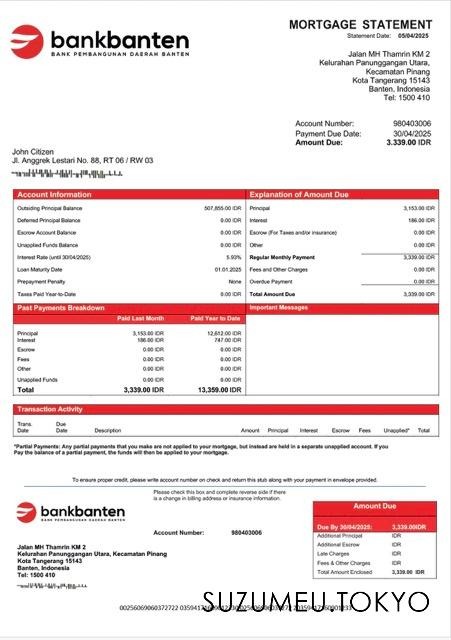 bankbanten
BANK PEMBANGUNAN DAERAH BANTEN
MORTGAGE STATEMENT
Statement Date: 05/04/2025
Jalan MH Thamrin KM 2
Kelurahan Panunggangan Utara,
Kecamatan Pinang
Kota Tangerang 15143
Banten, Indonesia
Tel: 1500 410
Account Number: 980403006
Payment Due Date: 30/04/2025
Amount Due: 3.339.00 IDR
John Citizen
Jl. Anggrek Lestari No. 88, RT 06 / RW 03
Account Information
Outsiding Principal Balance 507,855.00 IDR
Deferred Principal Balance 0.00 IDR
Escrow Account Balance 0.00 IDR
Unapplied Funds Balance 0.00 IDR
Interest Rate (until 30/04/2025) 5.93%
Loan Maturity Date 01.01.2025
Prepayment Penalty None
Taxes Paid Year-to-Date 0.00 IDR
Explanation of Amount Due
Principal 3,153.00 IDR
Interest 186.00 IDR
Escrow (For Taxes and/or insurance) 0.00 IDR
Other 0.00 IDR
Regular Monthly Payment 3,339.00 IDR
Fees and Other Charges 0.00 IDR
Overdue Payment 0.00 IDR
Total Amount Due 3,339.00 IDR
Past Payments Breakdown
Paid Last Month Paid Year to Date
Principal 3,153.00 IDR 12,612.00 IDR
Interest 186.00 IDR 747.00 IDR
Escrow 0.00 IDR 0.00 IDR
Fees 0.00 IDR 0.00 IDR
Other 0.00 IDR 0.00 IDR
Unapplied Funds 0.00 IDR 0.00 IDR
Total 3,339.00 IDR 13,359.00 IDR
Important Messages
Transaction Activity
Trans. Date Due Date Description Amount Principal Interest Escrow Fees Unapplied* Total
*Partial Payments: Any partial payments that you make are not applied to your mortgage, but instead are held in a separate unapplied account. If you
Pay the balance of a partial payment, the funds will then be applied to your mortgage.
To ensure proper credit, please write account number on check and return this stub along with your payment in envelope provided.
Please check this box and complete reverse side if there
is a change in billing address or insurance information.
bankbanten
BANK PEMBANGUNAN DAERAH BANTEN
Account Number: 980403006
Jalan MH Thamrin KM 2
Kelurahan Panunggangan Utara, Kecamatan Pinang
Kota Tangerang 15143
Banten, Indonesia
Tel: 1500 410
Amount Due
Due By 30/04/2025: 3,339.00IDR
Additional Principal IDR
Additional Escrow IDR
Late Charges IDR
Fees & Other Charges IDR
Total Amount Enclosed 3,339.00 IDR
SUZUMEU TOKYO